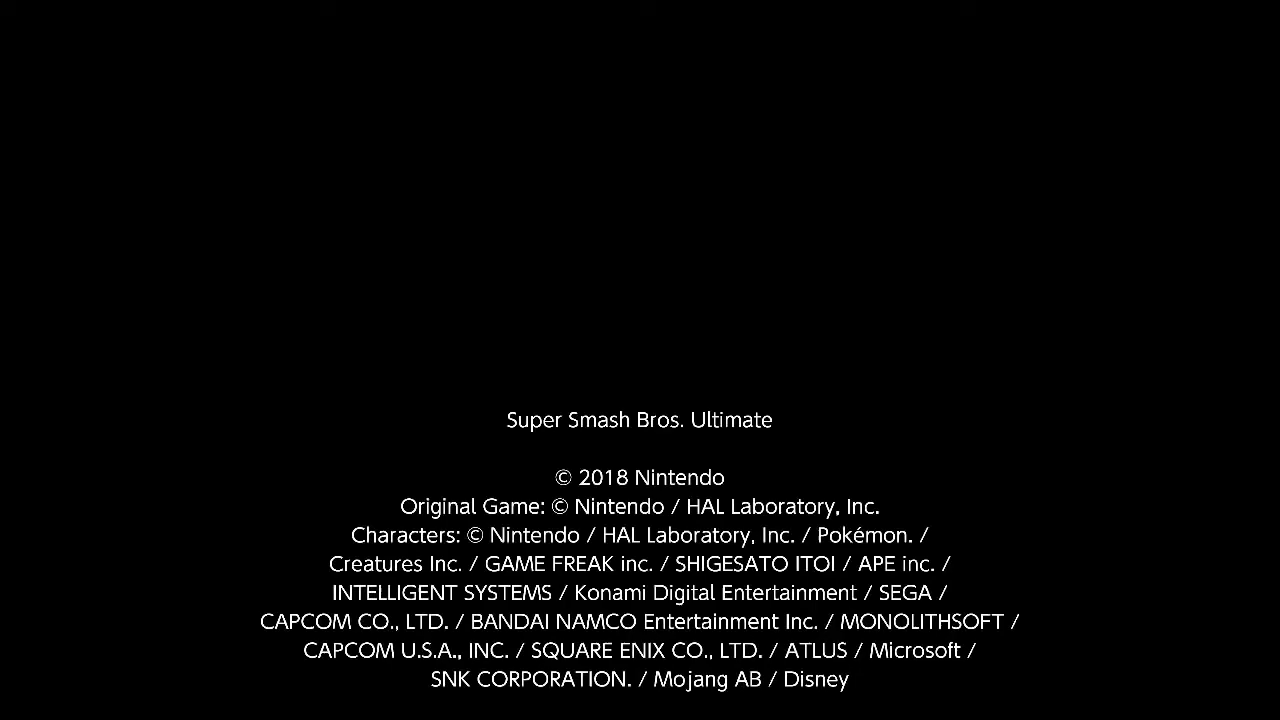 Super Smash Bros. Ultimate
© 2018 Nintendo
Original Game: © Nintendo / HAL Laboratory, Inc.
Characters: © Nintendo / HAL Laboratory, Inc. / Pokémon. /
Creatures Inc. / GAME FREAK inc. / SHIGESATO ITOI / APE inc. /
INTELLIGENT SYSTEMS / Konami Digital Entertainment / SEGA /
CAPCOM CO., LTD. / BANDAI NAMCO Entertainment Inc. / MONOLITHSOFT /
CAPCOM U.S.A., INC. / SQUARE ENIX CO., LTD. / ATLUS / Microsoft /
SNK CORPORATION. / Mojang AB / Disney